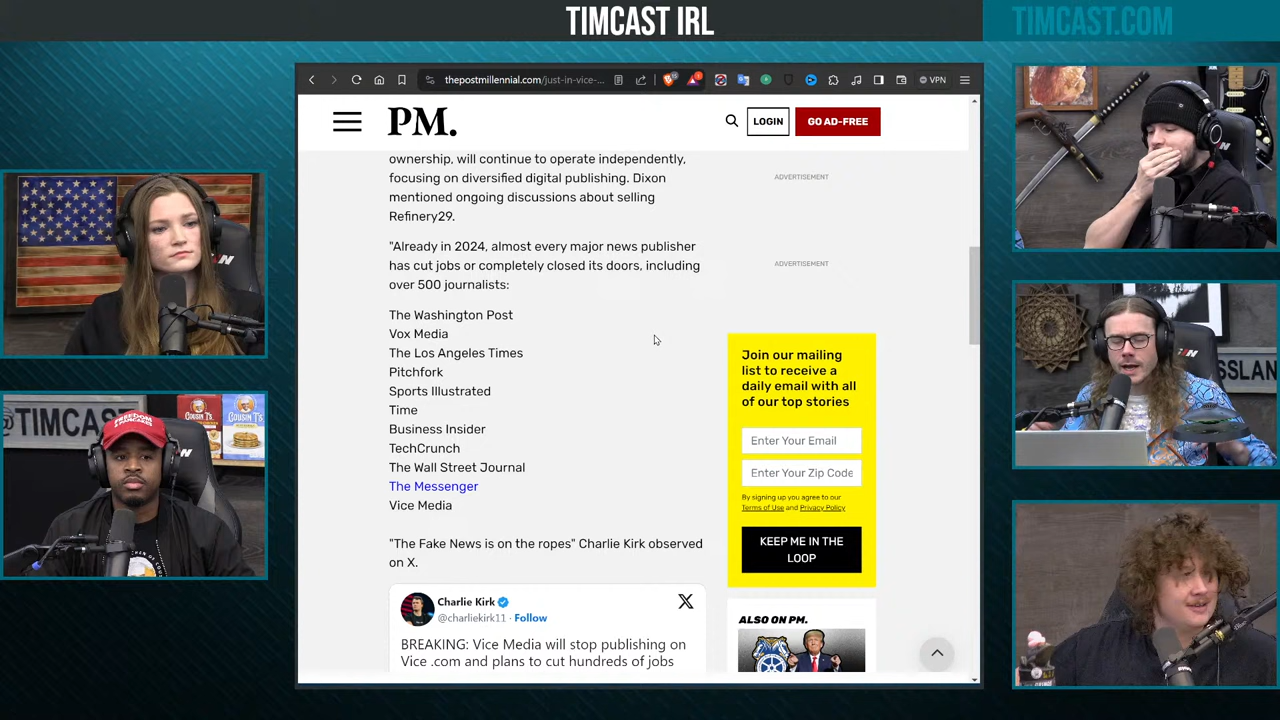 TIMCAST IRL
TIMCAST.COM
thepostmillennial.com/just-in-vice-...
VPN
PM.
LOGIN
GO AD-FREE
ownership, will continue to operate independently,
focusing on diversified digital publishing. Dixon
mentioned ongoing discussions about selling
Refinery29.
"Already in 2024, almost every major news publisher
has cut jobs or completely closed its doors, including
over 500 journalists:
The Washington Post
Vox Media
The Los Angeles Times
Pitchfork
Sports Illustrated
Time
Business Insider
TechCrunch
The Wall Street Journal
The Messenger
Vice Media
"The Fake News is on the ropes" Charlie Kirk observed
on X.
Charlie Kirk
@charliekirk11 · Follow
BREAKING: Vice Media will stop publishing on
Vice .com and plans to cut hundreds of jobs
ADVERTISEMENT
ADVERTISEMENT
Join our mailing
list to receive a
daily email with all
of our top stories
Enter Your Email
Enter Your Zip Code
By signing up you agree to our
Terms of Use and Privacy Policy
KEEP ME IN THE
LOOP
ALSO ON PM.
@TIMCAST
COUSIN T'S
COUSIN T'S
FREEDOM